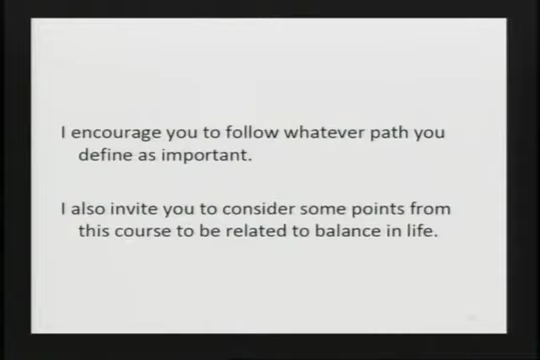 I encourage you to follow whatever path you
define as important.
I also invite you to consider some points from
this course to be related to balance in life.